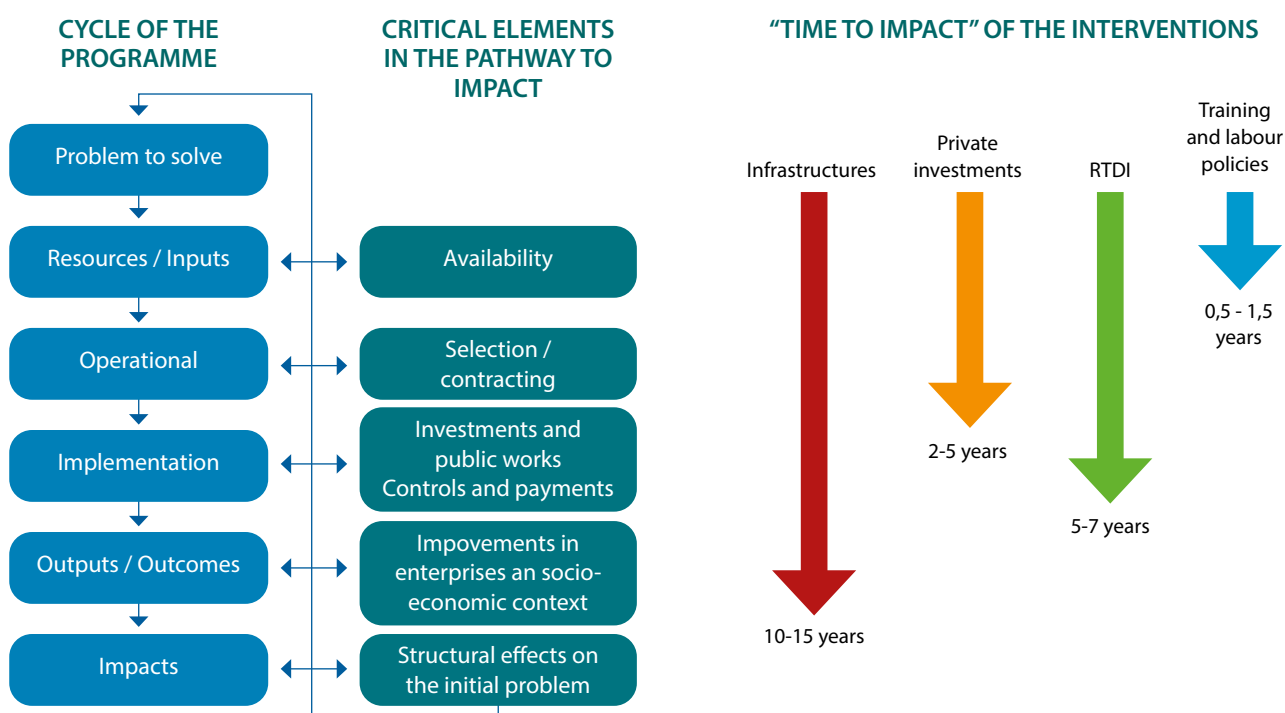 CYCLE OF THE
PROGRAMME
CRITICAL ELEMENTS
IN THE PATHWAY TO
IMPACT
“TIME TO IMPACT” OF THE INTERVENTIONS
Problem to solve
Resources / Inputs
Availability
Operational
Selection /
contracting
Implementation
Investments and
public works
Controls and payments
Outputs / Outcomes
Impovements in
enterprises an socio-
economic context
Impacts
Structural effects on
the initial problem
Infrastructures
10-15 years
Private
investments
2-5 years
RTDI
5-7 years
Training
and labour
policies
0,5 - 1,5
years